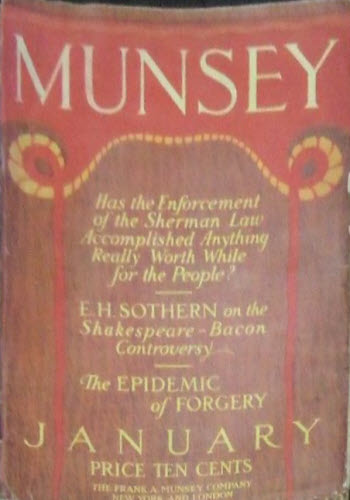 MUNSEY
Has the Enforcement
of the Sherman Law
Accomplished Anything
Really Worth While
for the People?
E. H. SOTHERN on the
Shakespeare - Bacon
Controversy
The EPIDEMIC
of FORGERY
JANUARY
PRICE TEN CENTS
THE FRANK A MUNSEY COMPANY
NEW YORK AND LONDON